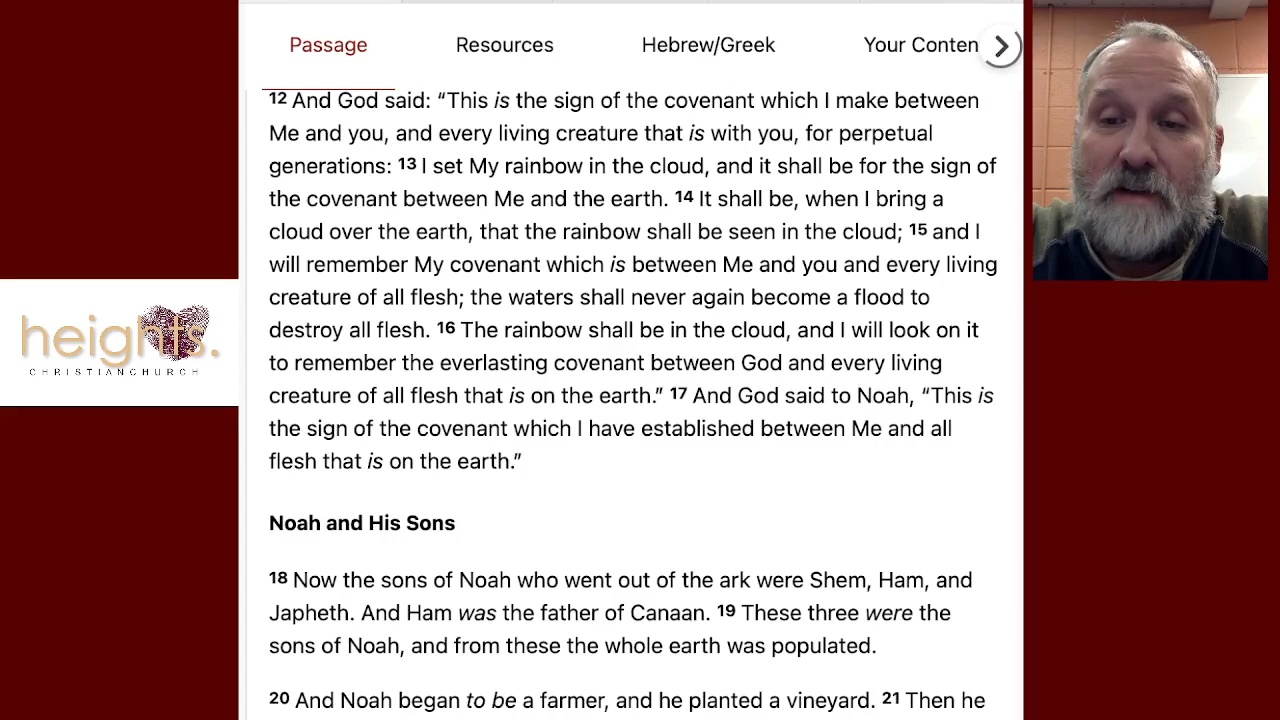 Passage
Resources
Hebrew/Greek
Your Conten
12 And God said: “This is the sign of the covenant which I make between
Me and you, and every living creature that is with you, for perpetual
generations: 13 I set My rainbow in the cloud, and it shall be for the sign of
the covenant between Me and the earth. 14 It shall be, when I bring a
cloud over the earth, that the rainbow shall be seen in the cloud; 15 and I
will remember My covenant which is between Me and you and every living
creature of all flesh; the waters shall never again become a flood to
destroy all flesh. 16 The rainbow shall be in the cloud, and I will look on it
to remember the everlasting covenant between God and every living
creature of all flesh that is on the earth.” 17 And God said to Noah, “This is
the sign of the covenant which I have established between Me and all
flesh that is on the earth.”
Noah and His Sons
18 Now the sons of Noah who went out of the ark were Shem, Ham, and
Japheth. And Ham was the father of Canaan. 19 These three were the
sons of Noah, and from these the whole earth was populated.
20 And Noah began to be a farmer, and he planted a vineyard. 21 Then he
heights.
CHRISTIANCHURCH